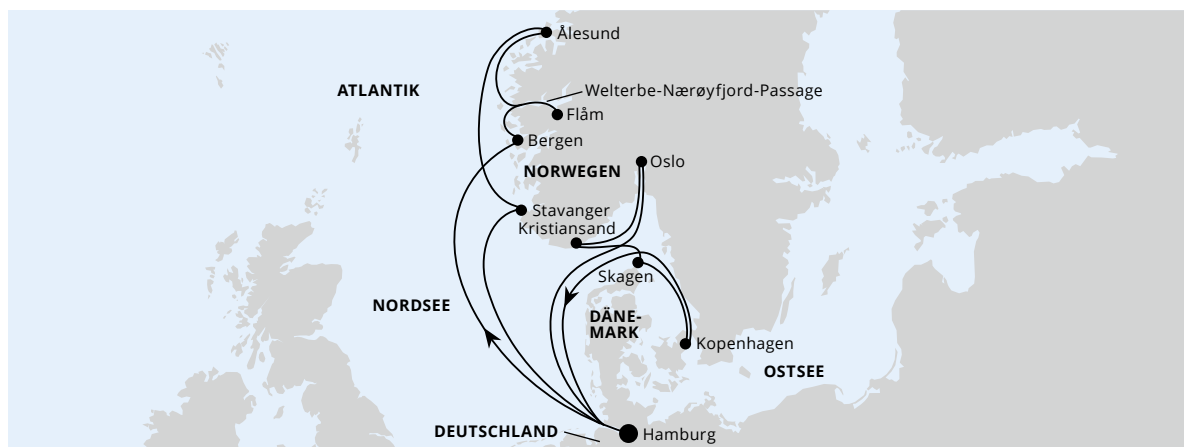 Ålesund
ATLANTIK
Welterbe-Nærøyfjord-Passage
Flåm
Bergen
Oslo
NORWEGEN
Stavanger
Kristiansand
Skagen
NORDSEE
DÄNE-
MARK
Kopenhagen
OSTSEE
DEUTSCHLAND
Hamburg